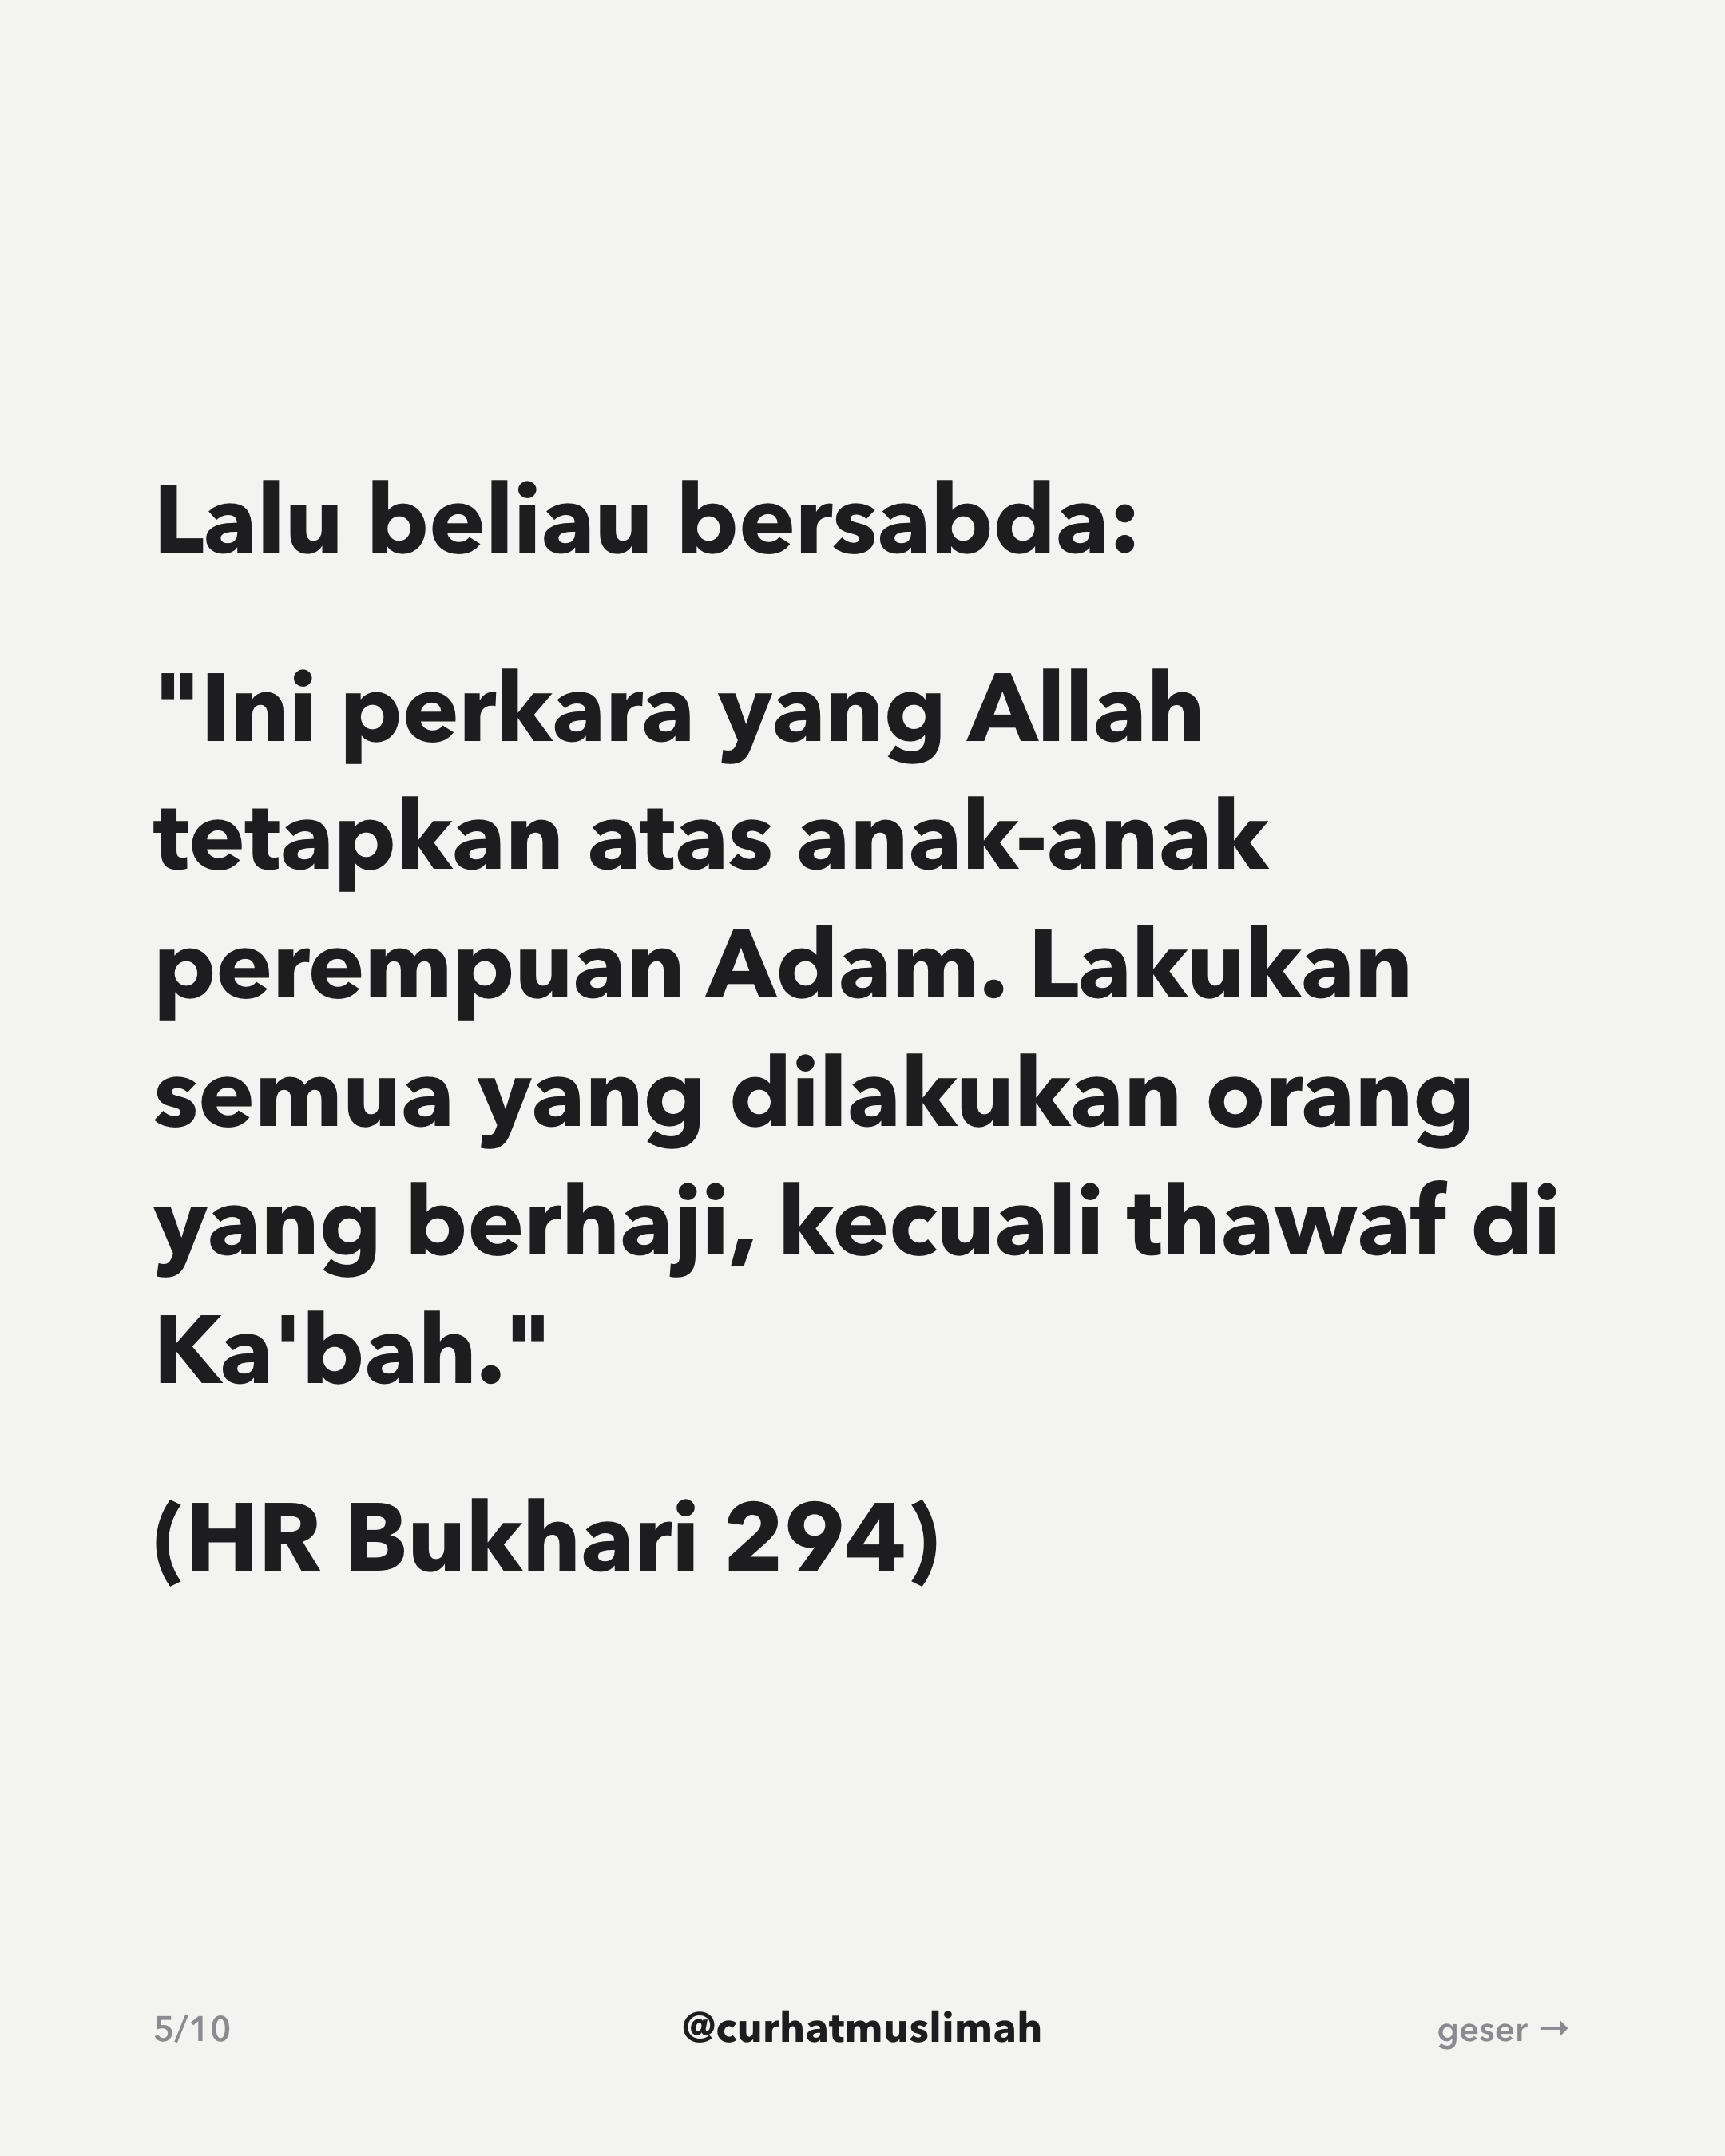 Lalu beliau bersabda:
"Ini perkara yang Allah
tetapkan atas anak-anak
perempuan Adam. Lakukan
semua yang dilakukan orang
yang berhaji, kecuali thawaf di
Ka'bah."
(HR Bukhari 294)
5/10
@curhatmuslimah
geser →